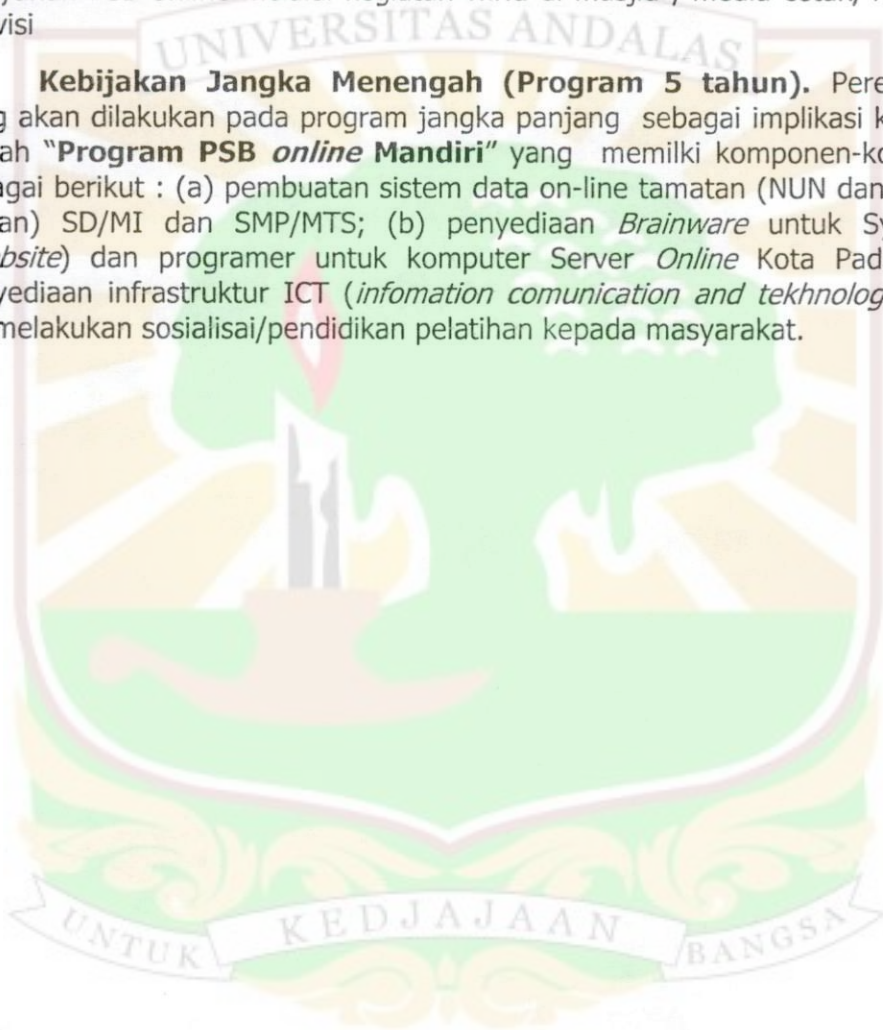 visi
UNIVERSITAS ANDALAS
Kebijakan Jangka Menengah (Program 5 tahun). Pere
g akan dilakukan pada program jangka panjang sebagai implikasi k
ah "Program PSB online Mandiri" yang memilki komponen-ko
agai berikut : (a) pembuatan sistem data on-line tamatan (NUN dan
an) SD/MI dan SMP/MTS; (b) penyediaan Brainware untuk Sy
bsite) dan programer untuk komputer Server Online Kota Pad
yediaan infrastruktur ICT (infomation comunication and tekhnolog
melakukan sosialisai/pendidikan pelatihan kepada masyarakat.
UNTUK KEDJAJAAN BANGSA